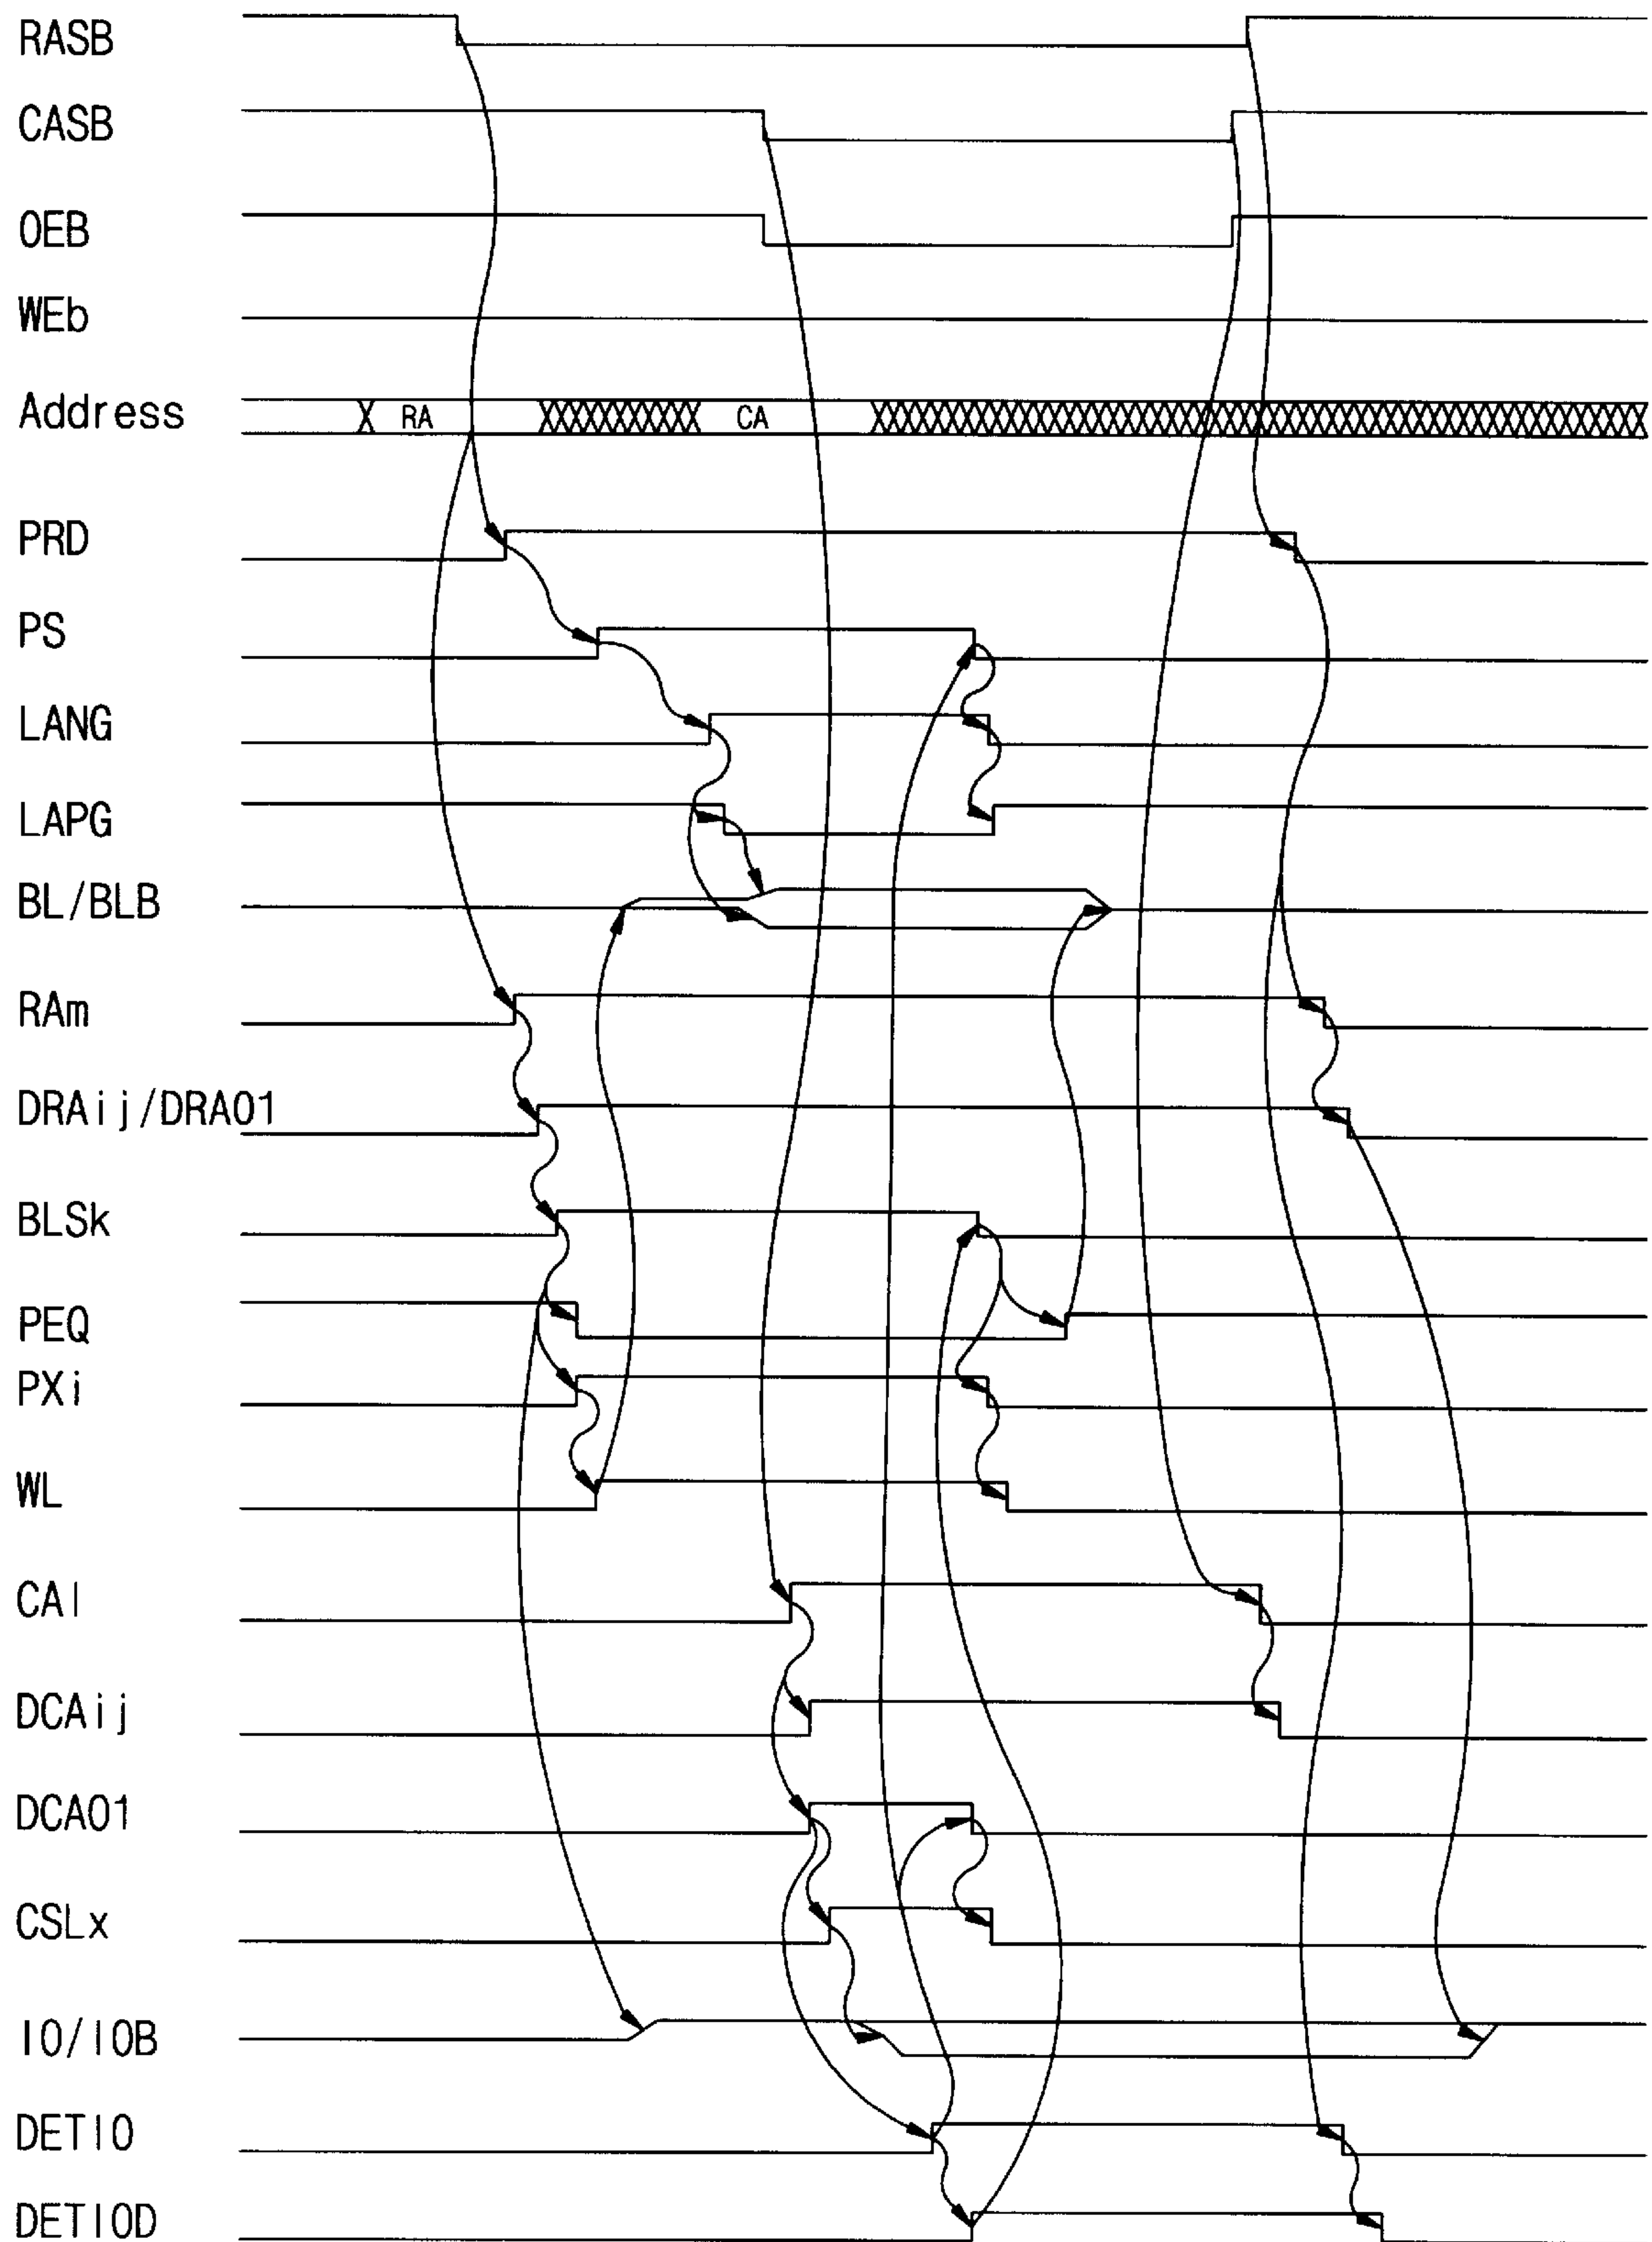 RASB
CASB
OEB
WEb
Address RA CA
PRD
PS
LANG
LAPG
BL/BLB
RAm
DRAij/DRA01
BLSk
PEQ
PXi
WL
CAl
DCAij
DCA01
CSLx
IO/IOB
DETIO
DETIOD